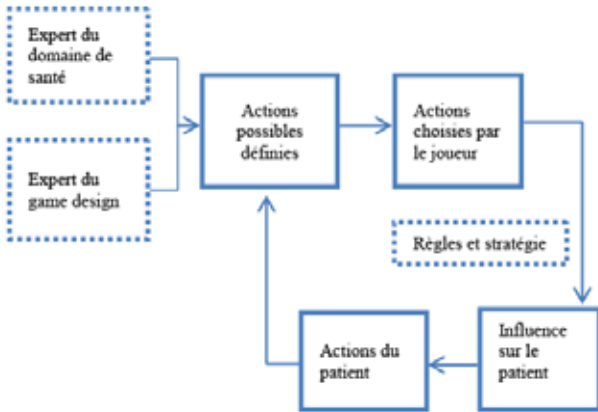 Expert du
domaine de
santé
Expert du
game design
Actions
possibles
définies
Actions
choisies par
le joueur
Règles et stratégie
Influence
sur le
patient
Actions du
patient